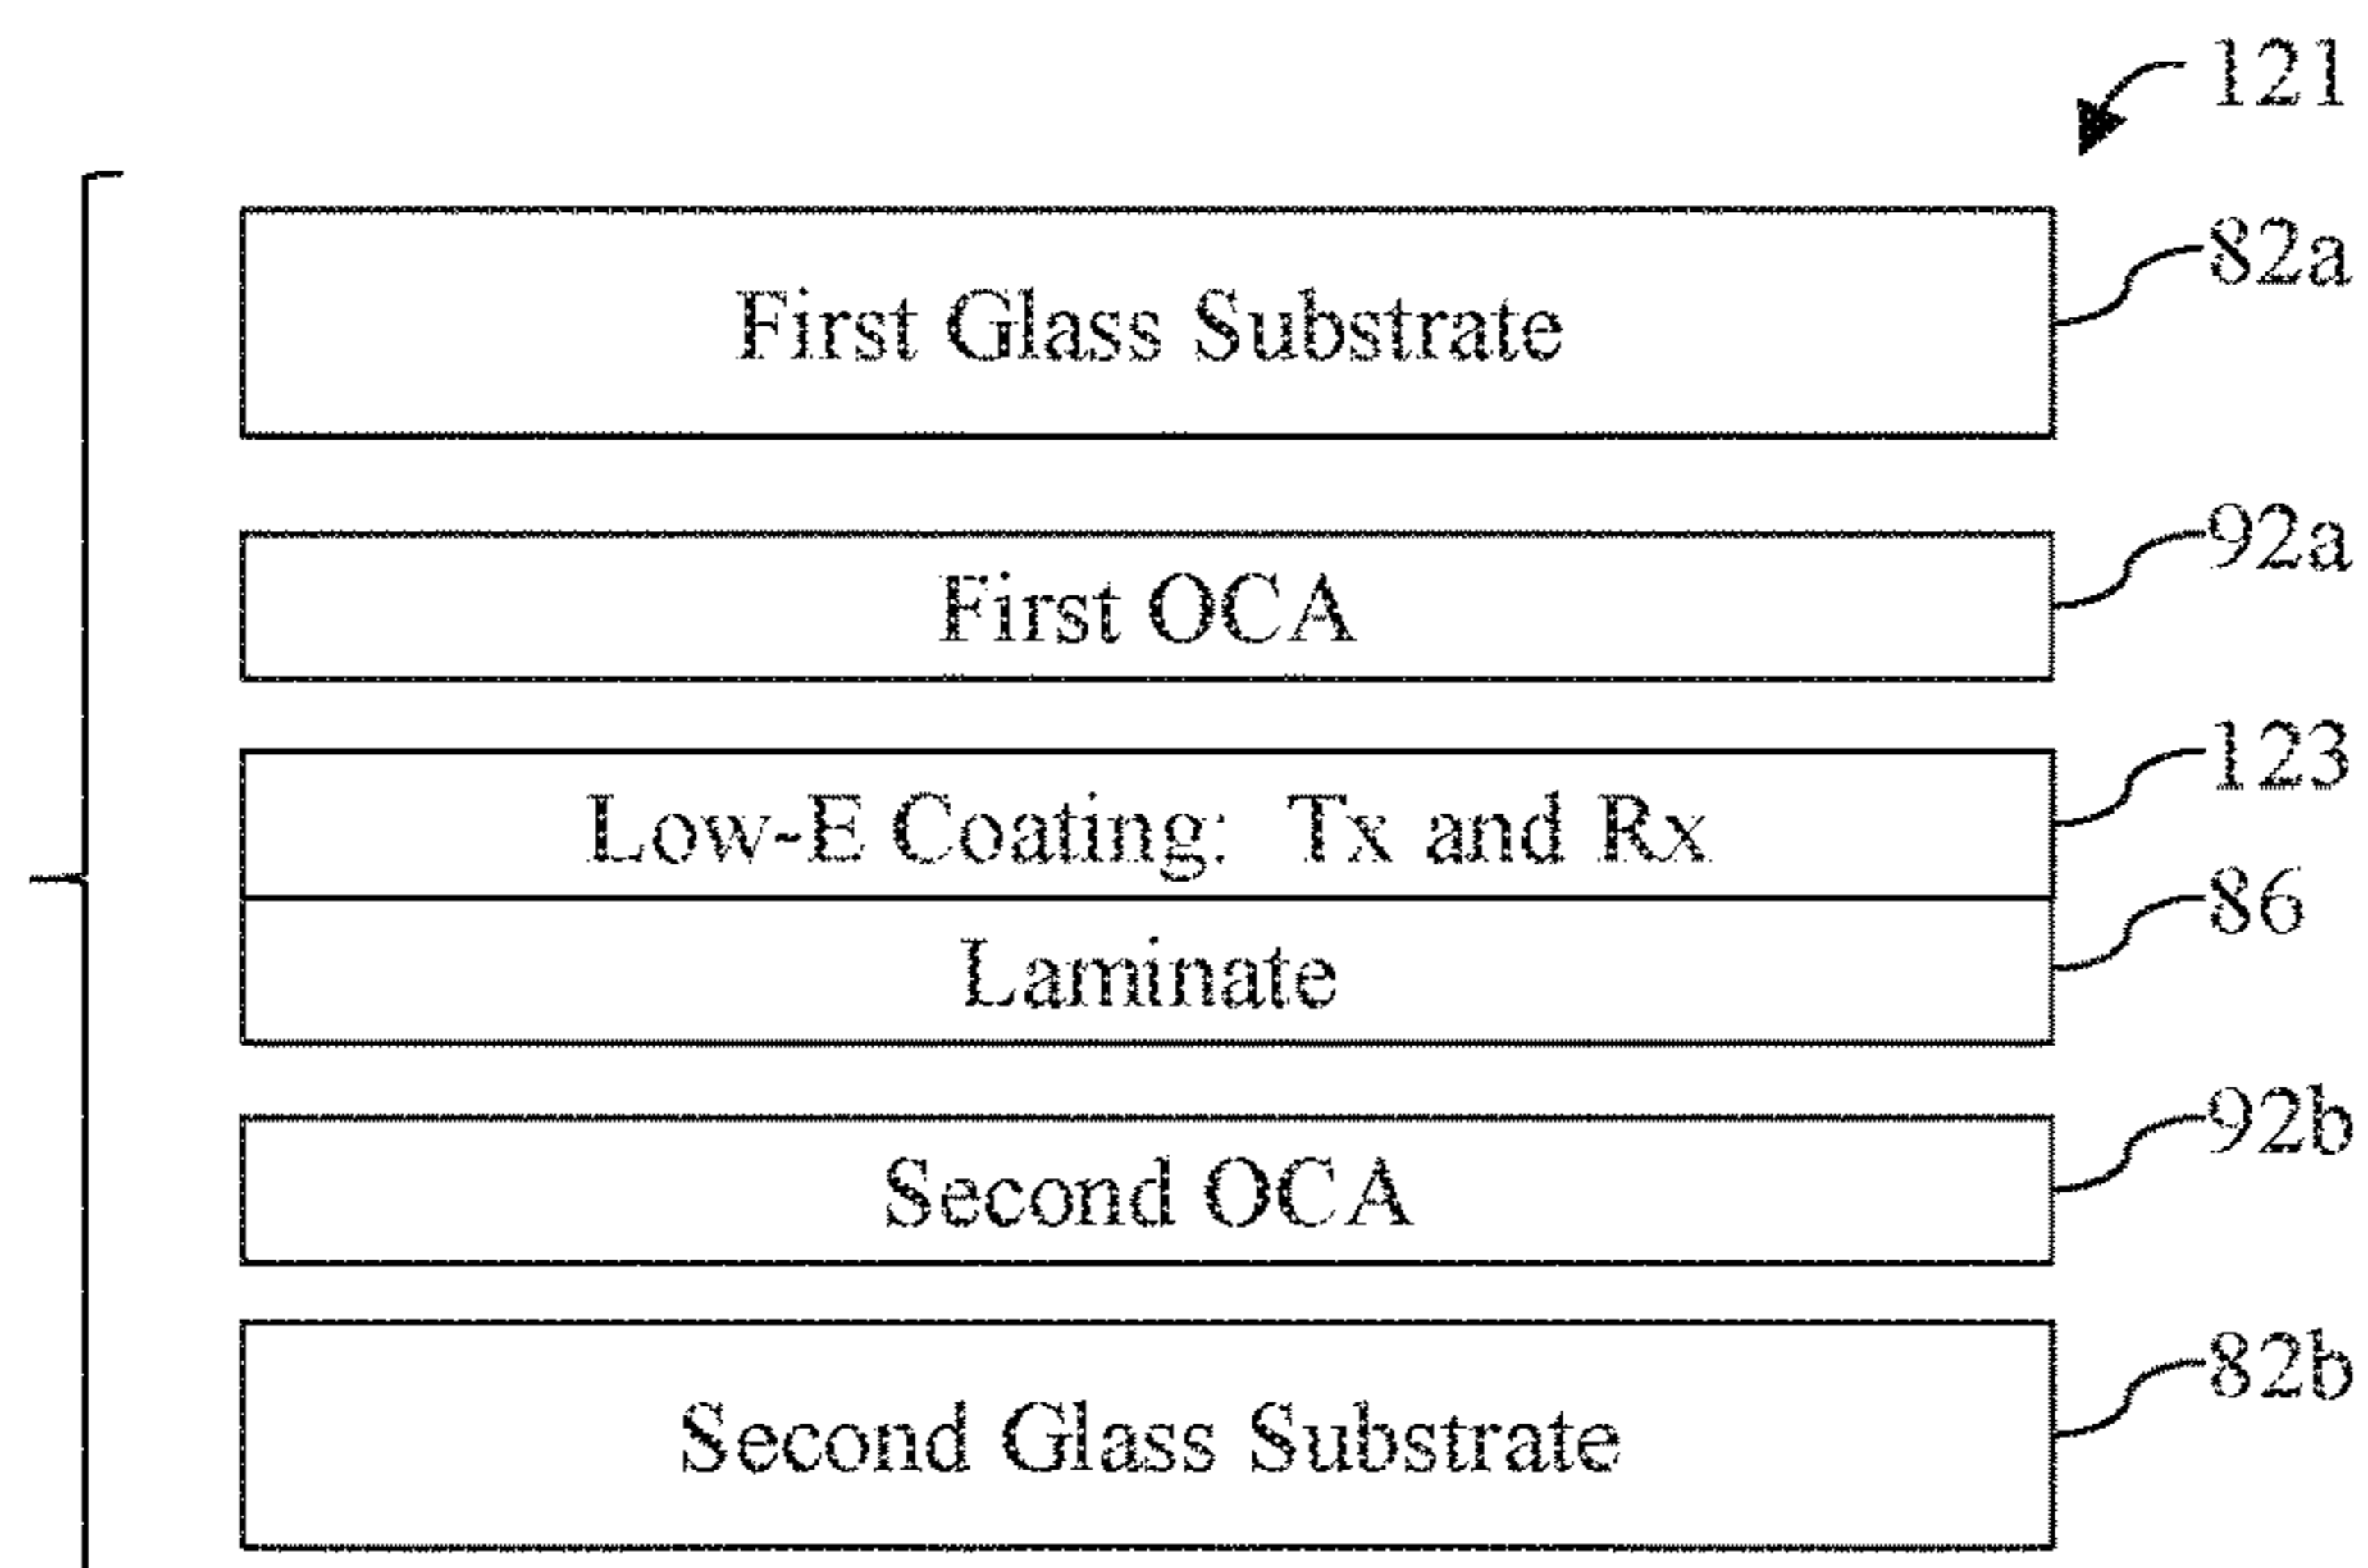 121
First Glass Substrate 82a
First OCA 92a
Low-E Coating: Tx and Rx 123
Laminate 86
Second OCA 92b
Second Glass Substrate 82b